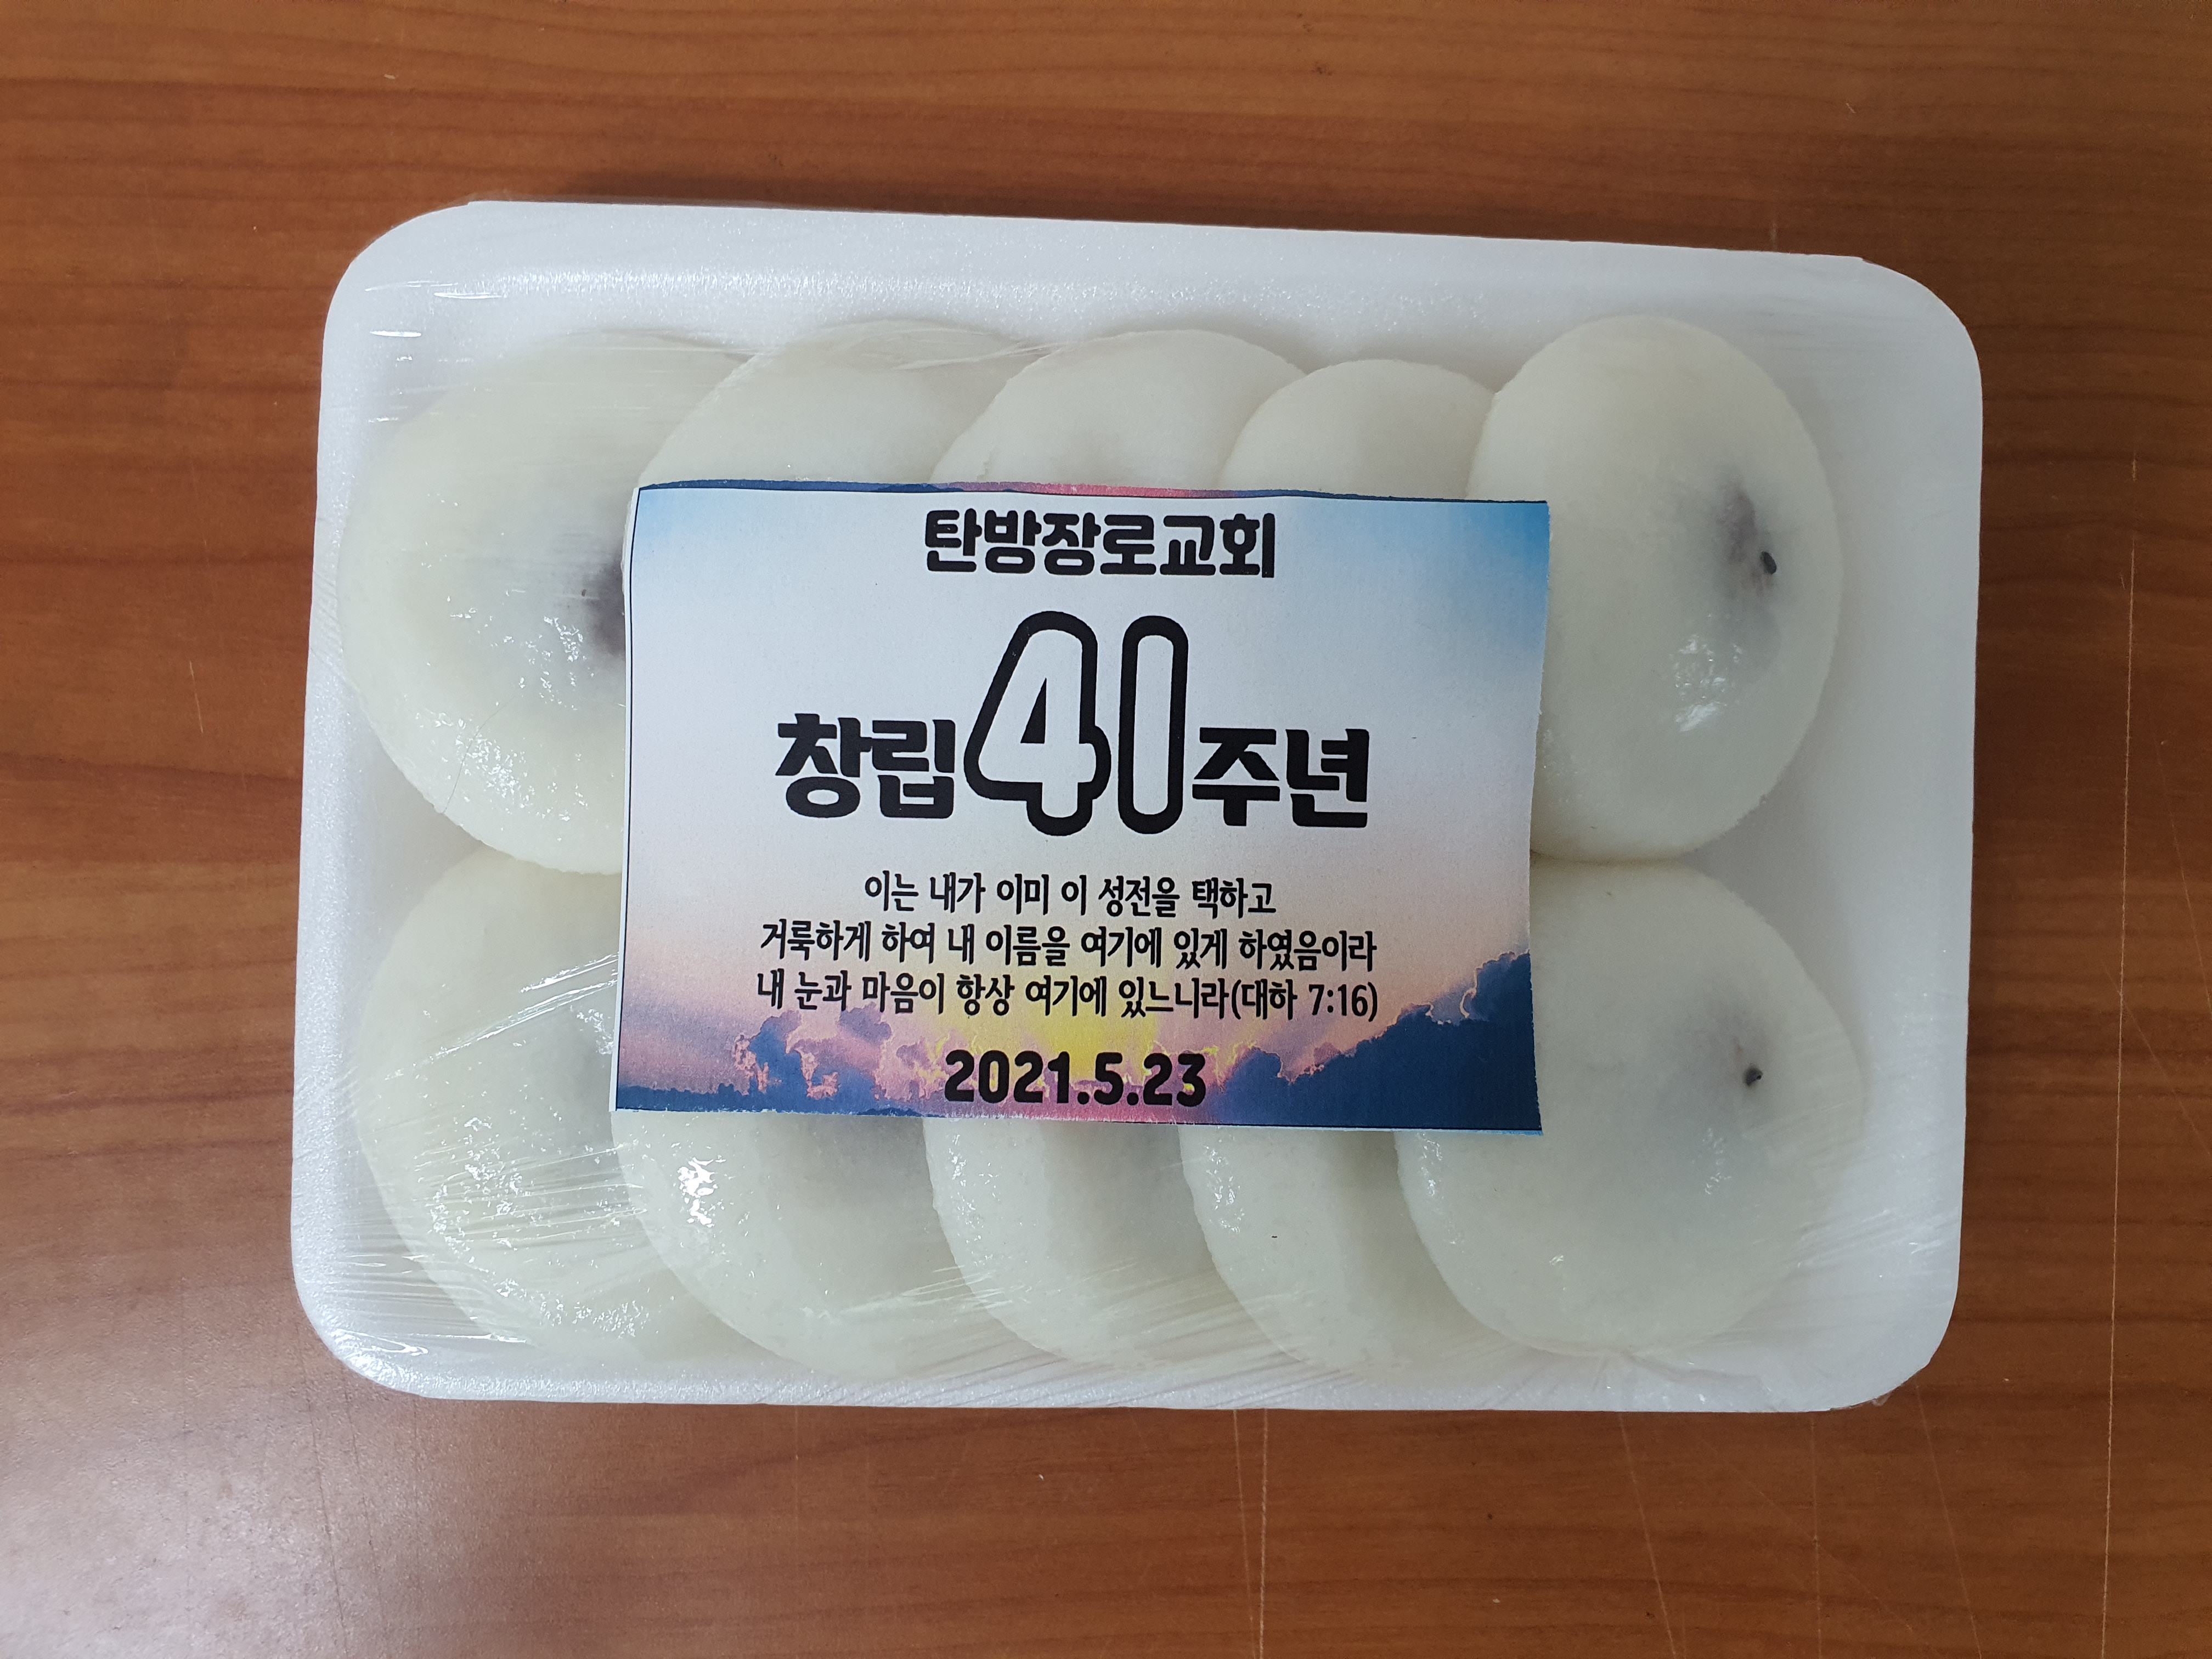 탄방장로교회
창립41주년
이는 내가 이미 이 성전을 택하고
거룩하게 하여 내 이름을 여기에 있게 하였음이라
내 눈과 마음이 항상 여기에 있느니라(대하 7:16)
2021.5.23